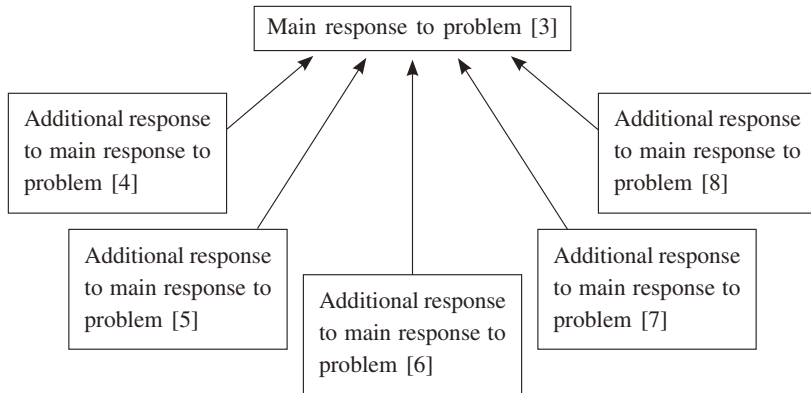 Main response to problem [3]
Additional response
to main response to
problem [4]
Additional response
to main response to
problem [8]
Additional response
to main response to
problem [5]
Additional response
to main response to
problem [7]
Additional response
to main response to
problem [6]